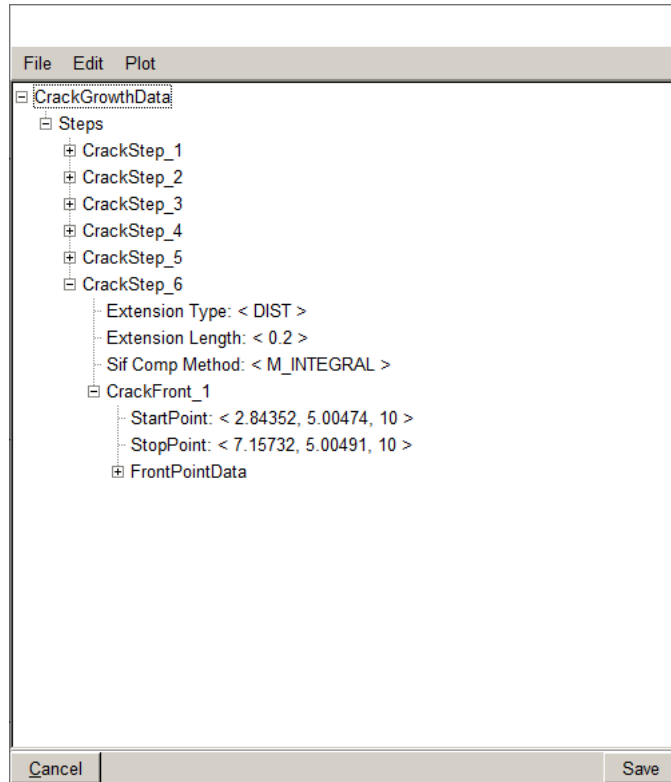 File Edit Plot
CrackGrowthData
Steps
CrackStep_1
CrackStep_2
CrackStep_3
CrackStep_4
CrackStep_5
CrackStep_6
Extension Type: < DIST >
Extension Length: < 0.2 >
Sif Comp Method: < M_INTEGRAL >
CrackFront_1
StartPoint: < 2.84352, 5.00474, 10 >
StopPoint: < 7.15732, 5.00491, 10 >
FrontPointData
Cancel Save